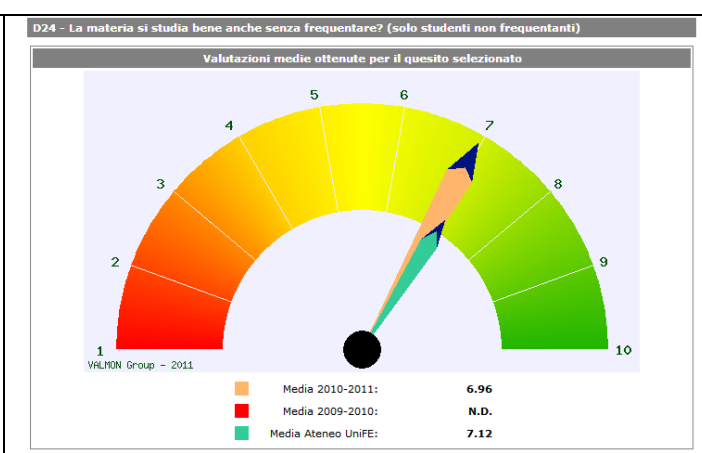 D24 - La materia si studia bene anche senza frequentare? (solo studenti non frequentanti)
Valutazioni medie ottenute per il quesito selezionato
5
6
4
7
3
8
2
9
1
10
VALMON Group - 2011
Media 2010-2011: 6.96
Media 2009-2010: N.D.
Media Ateneo UniFE: 7.12